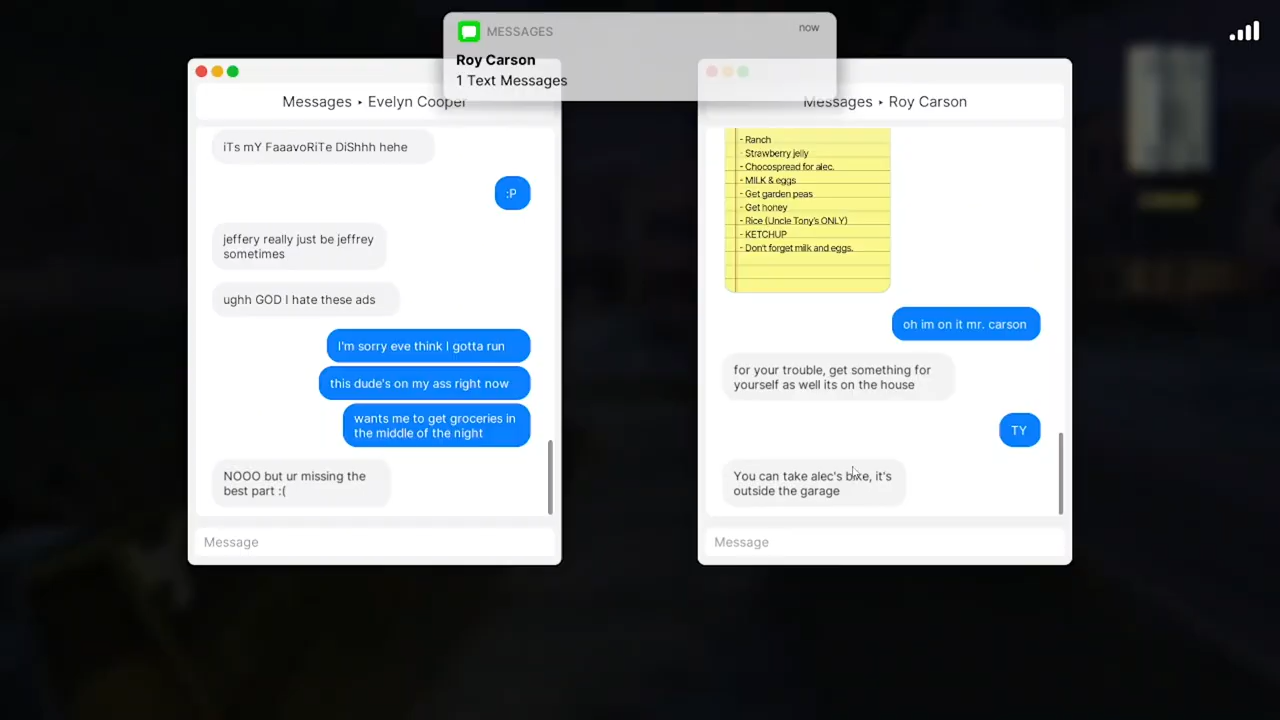 MESSAGES
now
Roy Carson
1 Text Messages
Messages ▸ Evelyn Cooper
iTs mY FaaavoRiTe DiShhh hehe
:P
jeffery really just be jeffrey
sometimes
ughh GOD I hate these ads
I'm sorry eve think I gotta run
this dude's on my ass right now
wants me to get groceries in
the middle of the night
NOOO but ur missing the
best part :(
Message
Messages ▸ Roy Carson
- Ranch
- Strawberry jelly
- Chocospread for alec.
- MILK & eggs
- Get garden peas
- Get honey
- Rice (Uncle Tony's ONLY)
- KETCHUP
- Don't forget milk and eggs.
oh im on it mr. carson
for your trouble, get something for
yourself as well its on the house
TY
You can take alec's bike, it's
outside the garage
Message